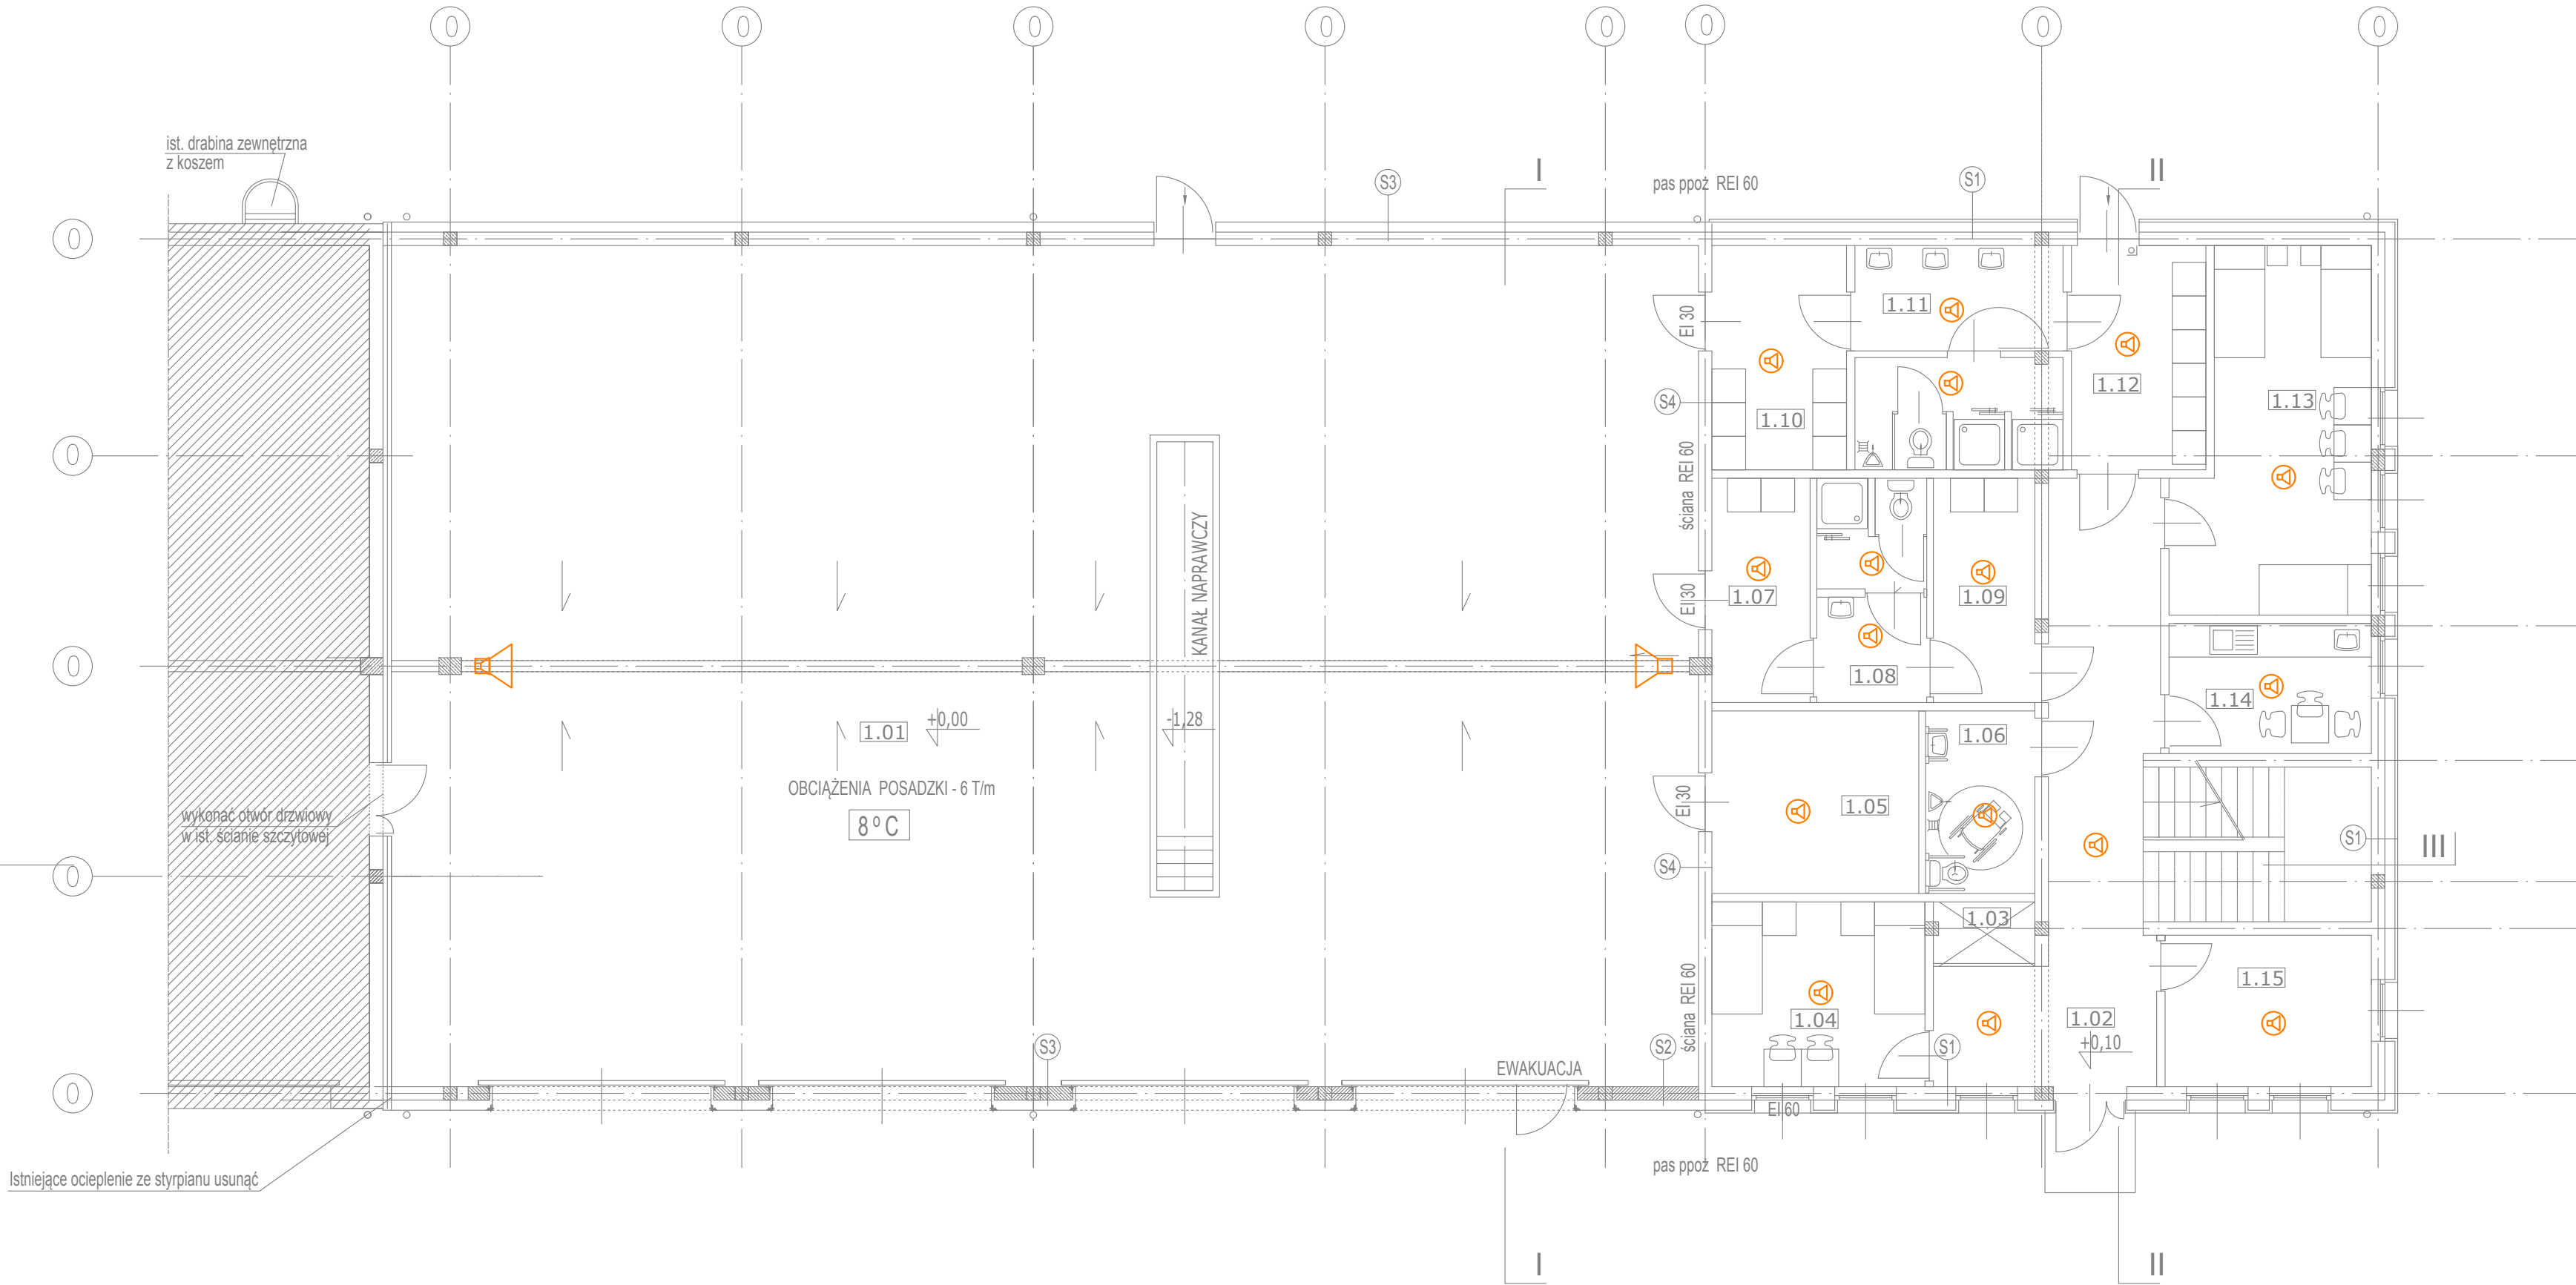 0 0 0 0 0 0 0 0
ist. drabina zewnętrzna
z koszem
I
II
S3
pas ppoż REI 60
S1
0
EI 30
1.11
1.12
1.13
S4
1.10
0
ściana REI 60
KANAŁ NAPRAWCZY
EI 30
1.07
1.09
0
1.08
1.14
1.01
+0,00
-1,28
1.06
OBCIĄŻENIA POSADZKI - 6 T/m
8° C
EI 30
1.05
wykonać otwór drzwiowy
w ist. ścianie szczytowej
S1
III
0
S4
1.03
ściana REI 60
1.15
1.04
1.02
+0,10
S3
S2
S1
EWAKUACJA
0
EI 60
pas ppoż REI 60
Istniejące ocieplenie ze styrpianu usunąć
I
II